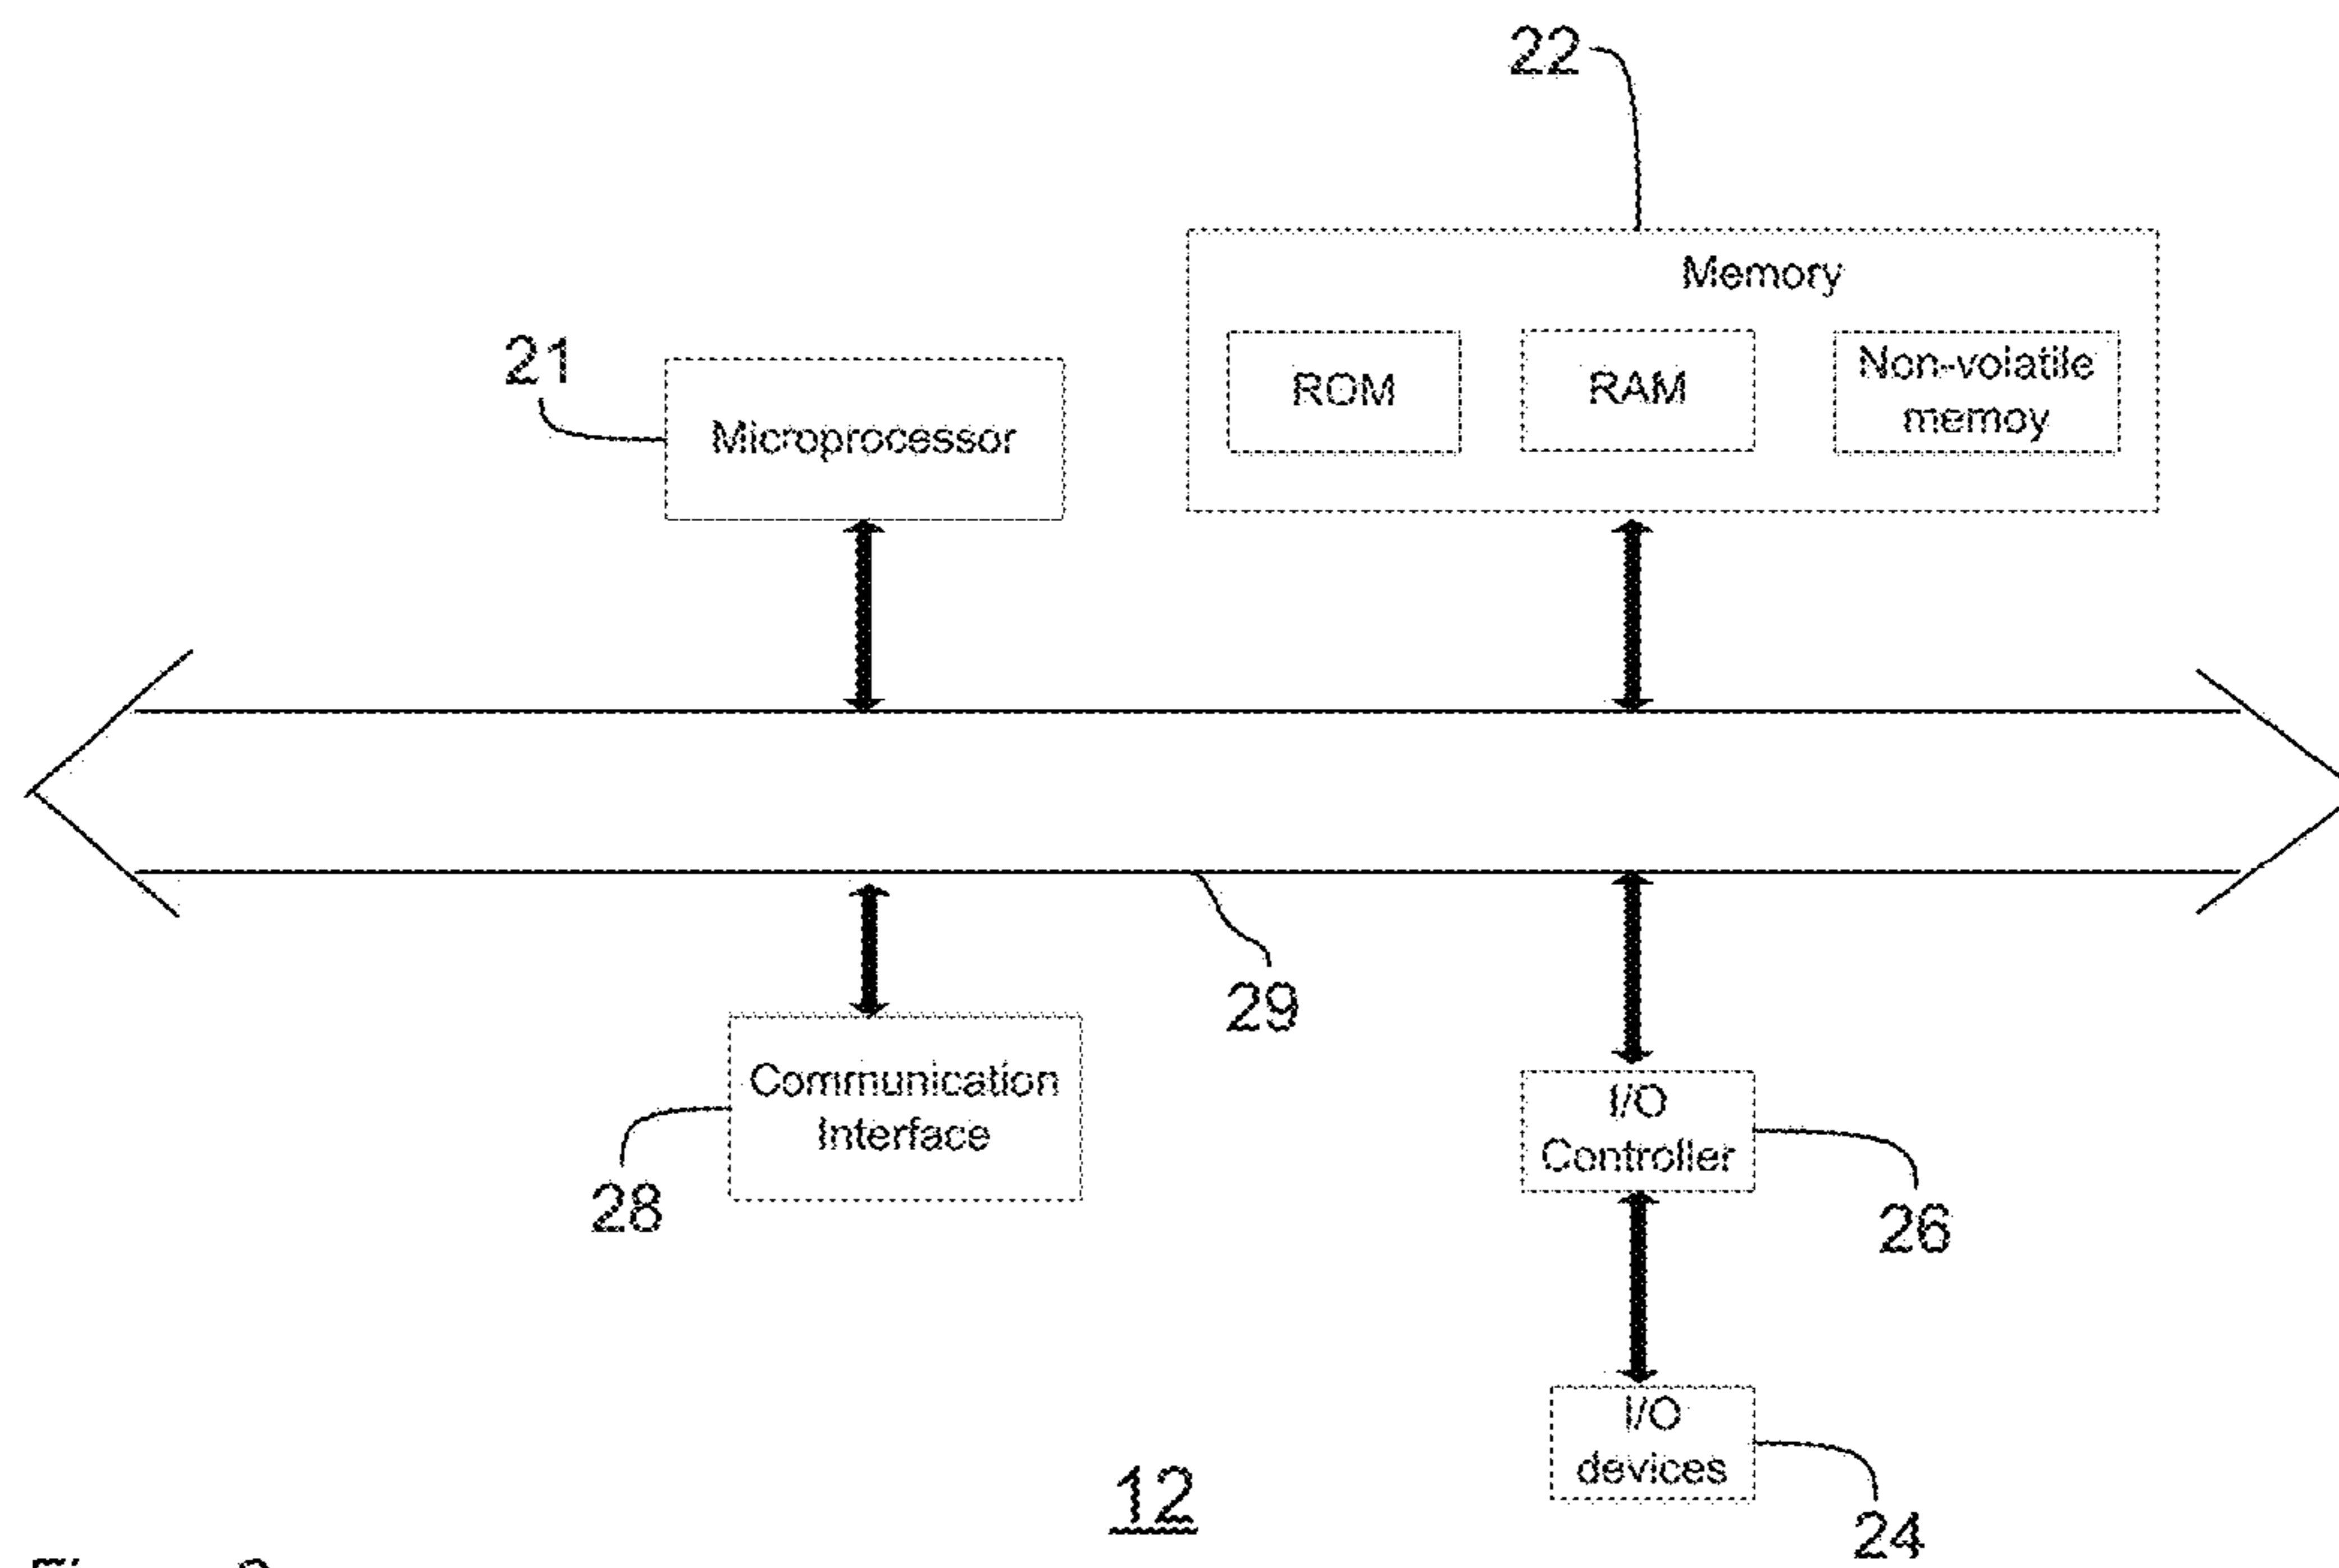 22
Memory
21
ROM
RAM
Non-volatile
memoy
Microprocessor
29
Communication
Interface
28
I/O
Controller
26
I/O
devices
12
24